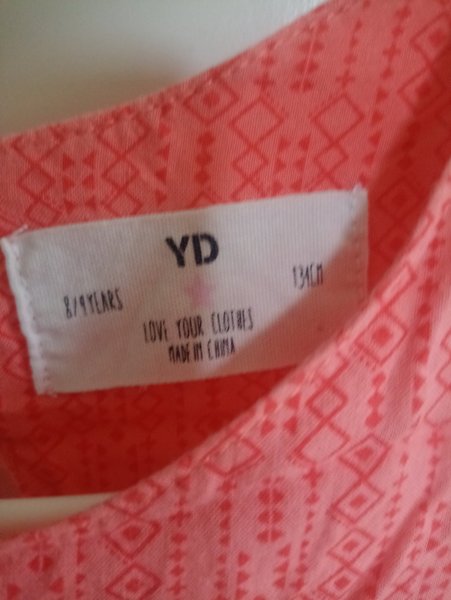 YD
8/9YEARS 134CM
LOVE YOUR CLOTHES
MADE IN CHINA